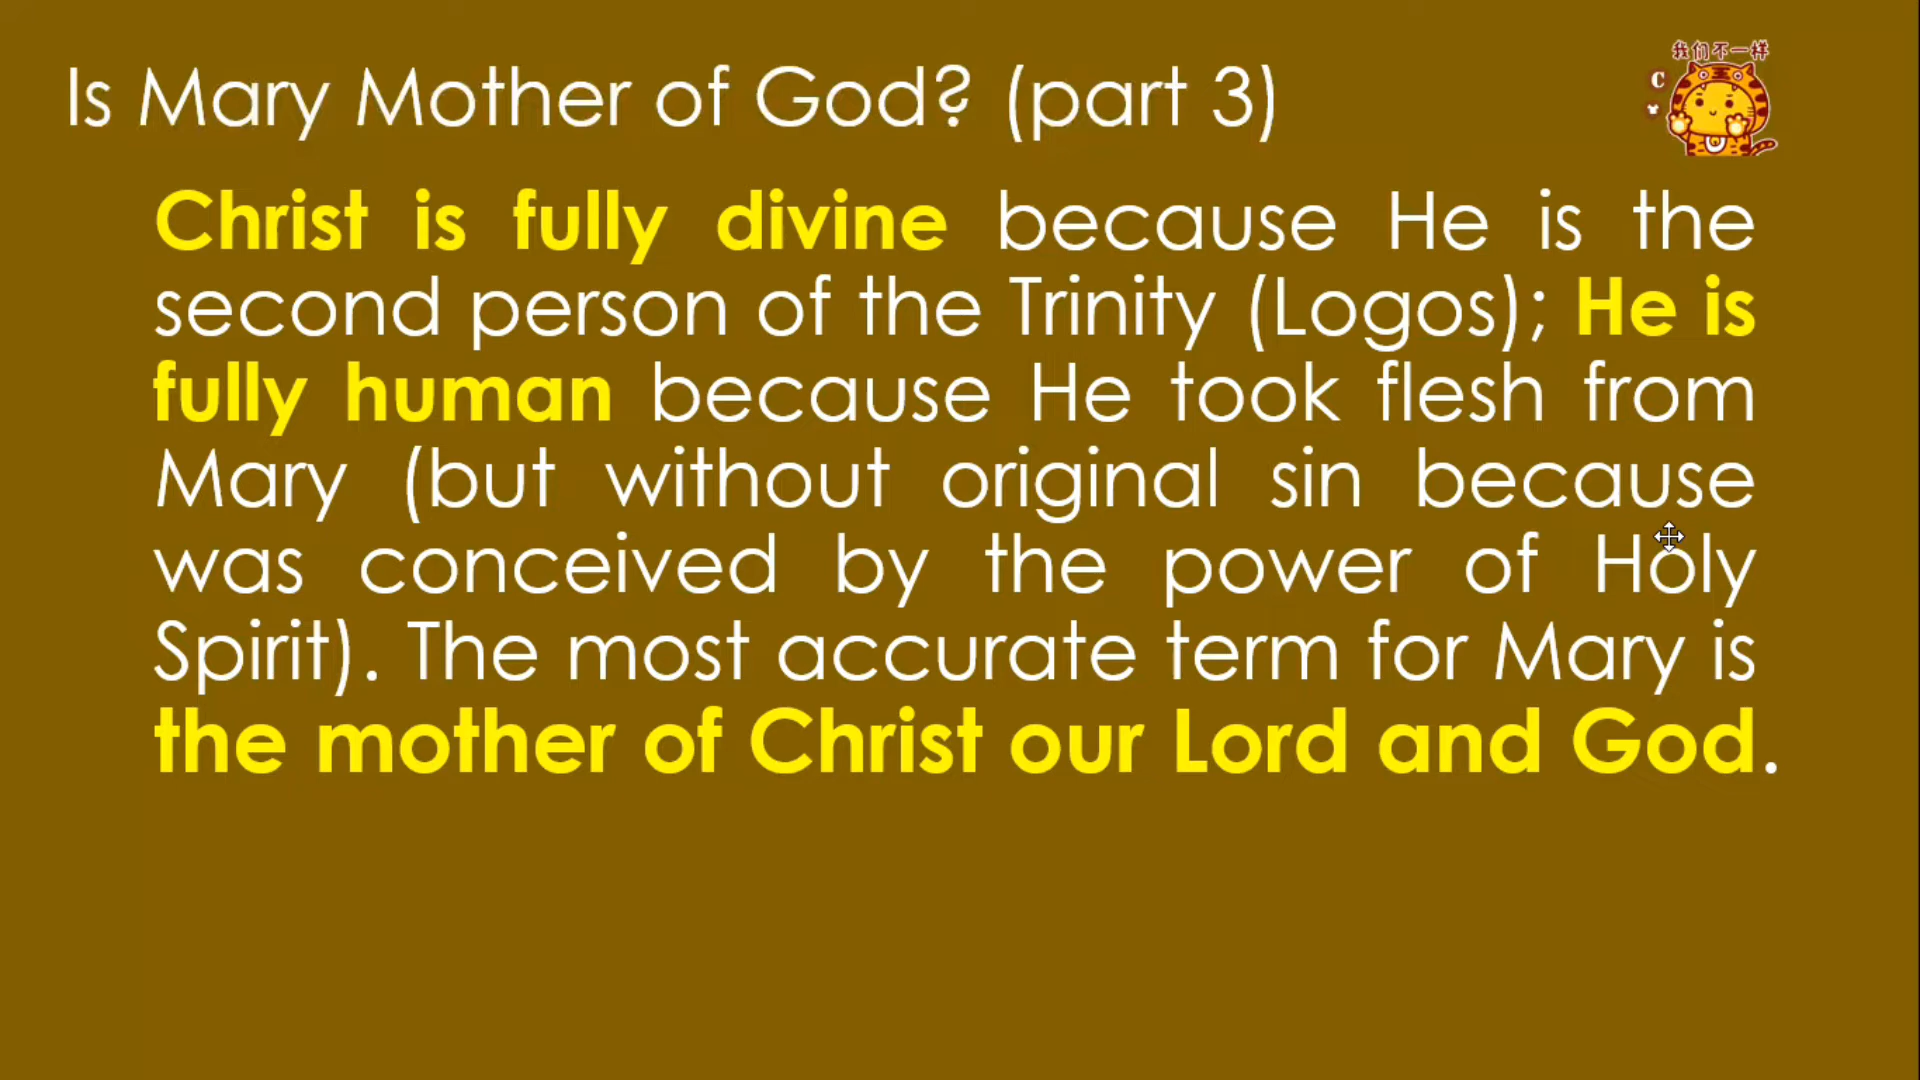 Is Mary Mother of God? (part 3)
我们不一样
Christ is fully divine because He is the
second person of the Trinity (Logos); He is
fully human because He took flesh from
Mary (but without original sin because
was conceived by the power of Holy
Spirit). The most accurate term for Mary is
the mother of Christ our Lord and God.